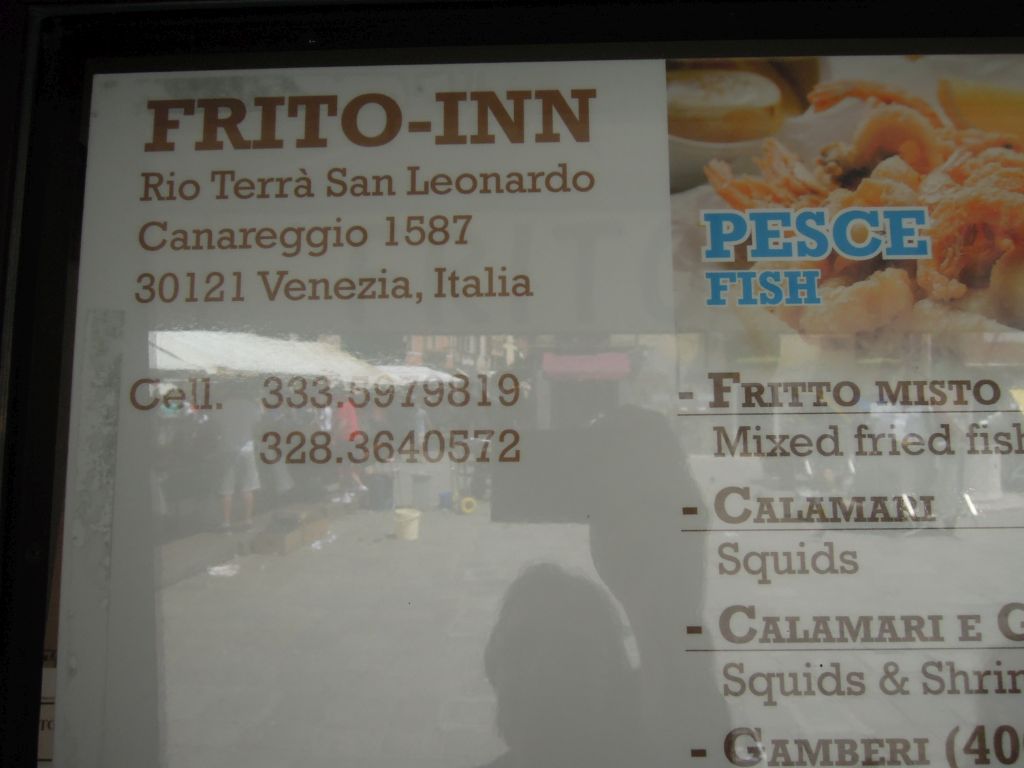 FRITO-INN
Rio Terrà San Leonardo
Canareggio 1587
30121 Venezia, Italia
Cell. 333.5979819
328.3640572
PESCE
FISH
- FRITTO MISTO
Mixed fried fish
- CALAMARI
Squids
- CALAMARI E G
Squids & Shrim
- GAMBERI (40